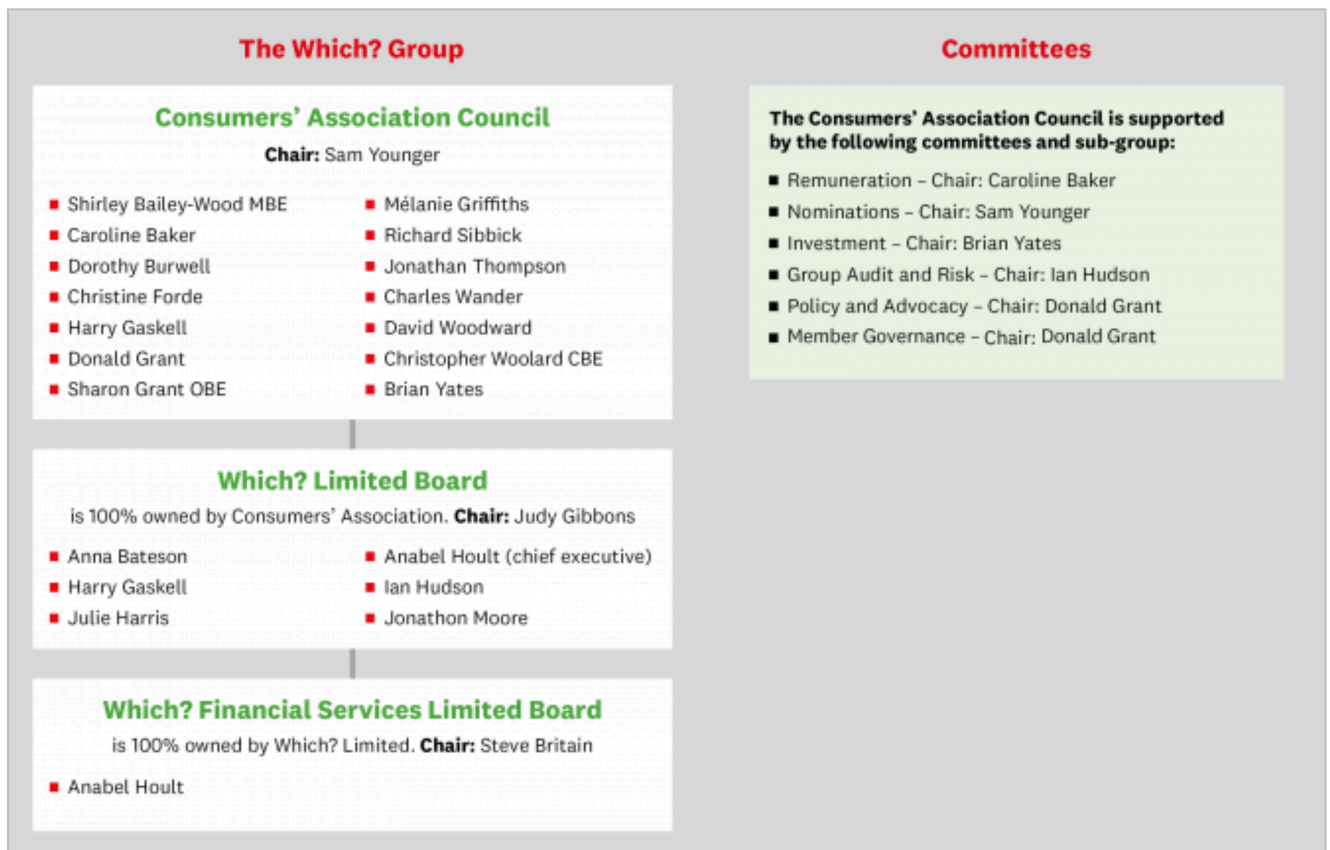 The Which? Group
Consumers’ Association Council
Chair: Sam Younger
Shirley Bailey-Wood MBE
Caroline Baker
Dorothy Burwell
Christine Forde
Harry Gaskell
Donald Grant
Sharon Grant OBE
Mélanie Griffiths
Richard Sibbick
Jonathan Thompson
Charles Wander
David Woodward
Christopher Woolard CBE
Brian Yates
Which? Limited Board
is 100% owned by Consumers’ Association. Chair: Judy Gibbons
Anna Bateson
Harry Gaskell
Julie Harris
Anabel Hoult (chief executive)
Ian Hudson
Jonathon Moore
Which? Financial Services Limited Board
is 100% owned by Which? Limited. Chair: Steve Britain
Anabel Hoult
Committees
The Consumers’ Association Council is supported
by the following committees and sub-group:
Remuneration – Chair: Caroline Baker
Nominations – Chair: Sam Younger
Investment – Chair: Brian Yates
Group Audit and Risk – Chair: Ian Hudson
Policy and Advocacy – Chair: Donald Grant
Member Governance – Chair: Donald Grant